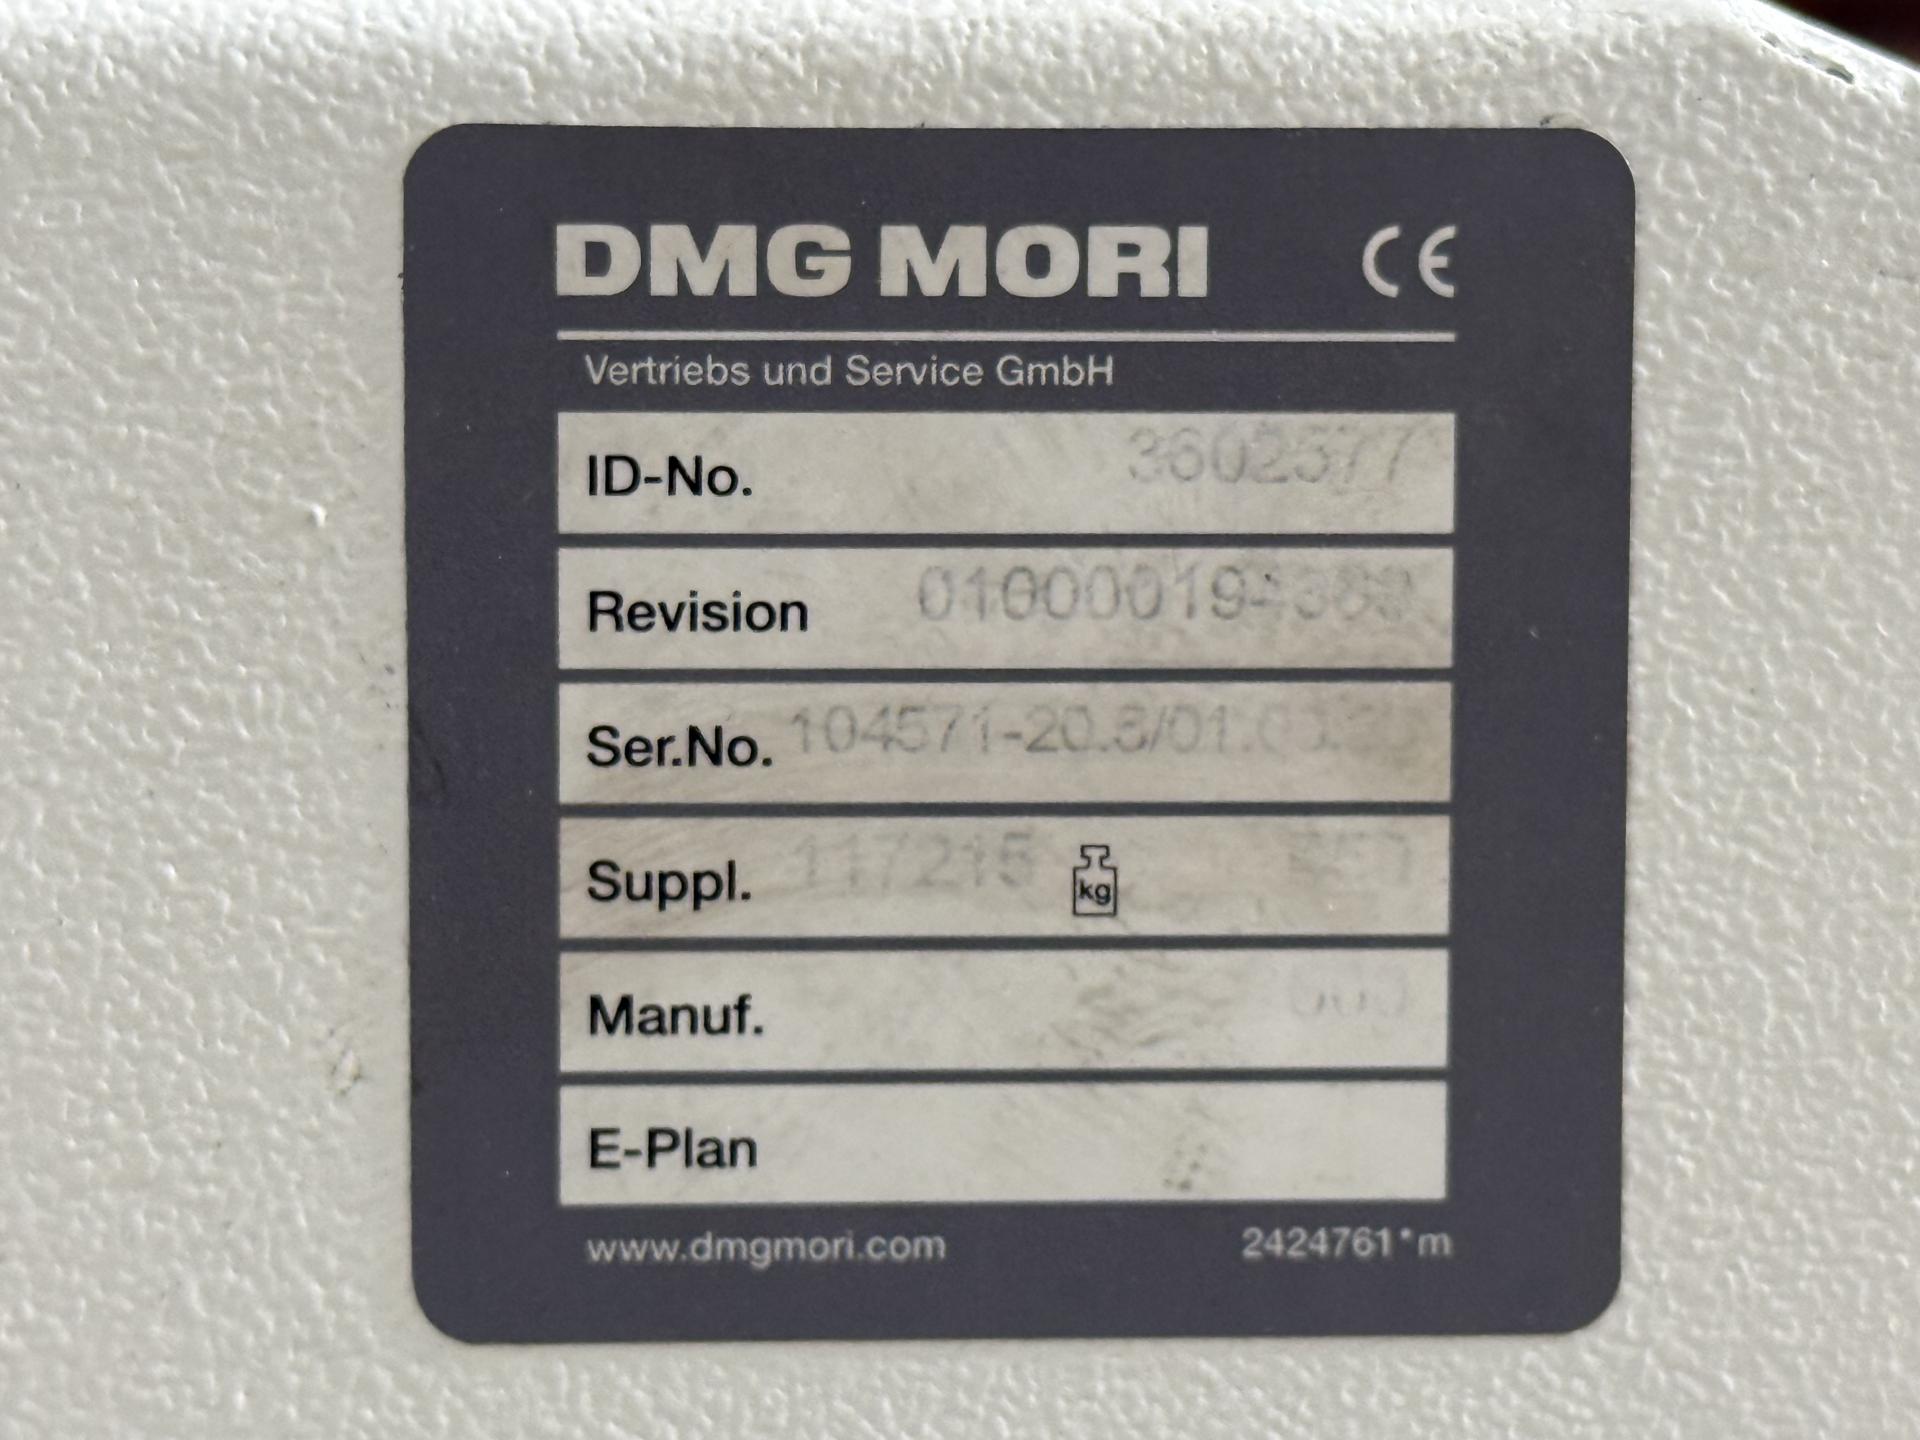 DMG MORI CE
Vertriebs und Service GmbH
ID-No. 3602577
Revision
Ser.No.
Suppl. 117215 kg
Manuf.
E-Plan
www.dmgmori.com 2424761*m